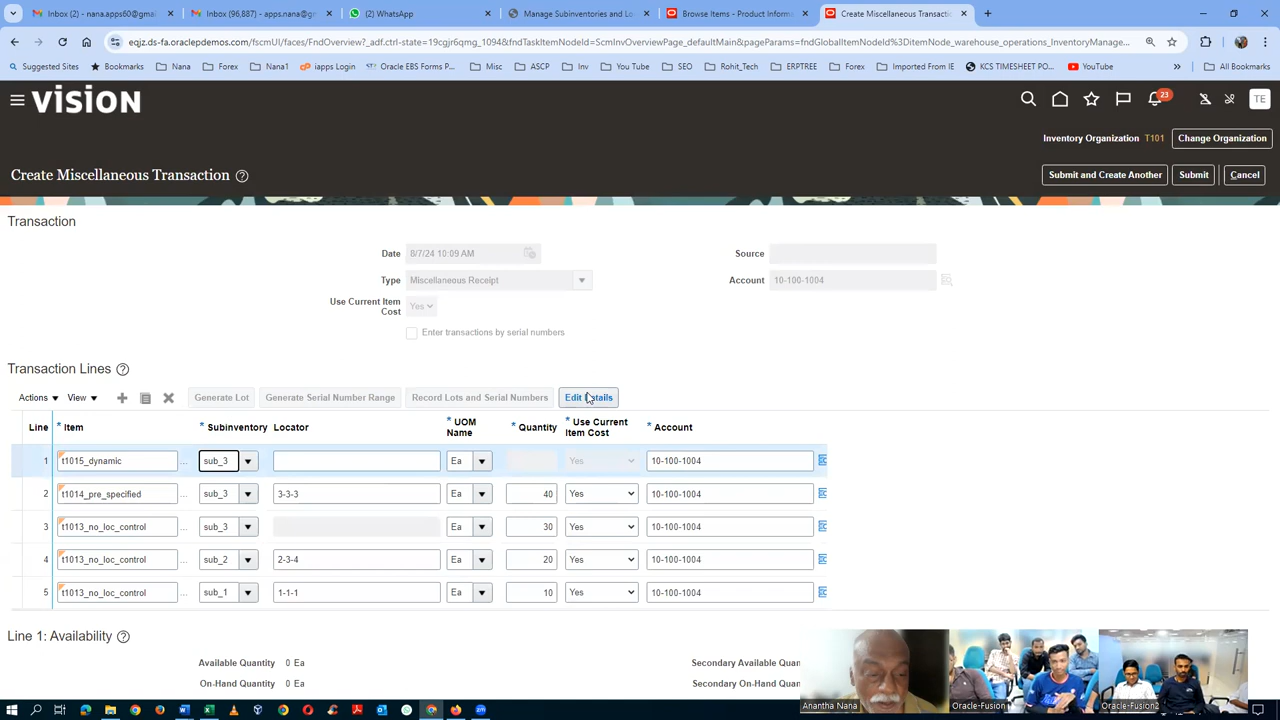 Inbox (2) - nana.apps60@gmai
Inbox (96,887) - apps.nana@gm
(2) WhatsApp
Manage Subinventories and Lo
Browse Items - Product Informa
Create Miscellaneous Transactio
eqjz.ds-fa.oraclepdemos.com/fscmUI/faces/FndOverview?_adf.ctrl-state=19cgjr6qmg_1094&fndTaskItemNodeId=ScmInvOverviewPage_defaultMain&pageParams=fndGlobalItemNodeId%3DitemNode_warehouse_operations_InventoryManage...
Suggested Sites
Bookmarks
Nana
Forex
Nana1
iapps Login
Oracle EBS Forms P...
Misc
ASCP
Inv
You Tube
SEO
Rohit_Tech
ERPTREE
Forex
Imported From IE
KCS TIMESHEET PO...
YouTube
All Bookmarks
VISION
23
TE
Inventory Organization T101 Change Organization
Create Miscellaneous Transaction
Submit and Create Another
Submit
Cancel
Transaction
Date 8/7/24 10:09 AM
Source
Type Miscellaneous Receipt
Account 10-100-1004
Use Current Item Cost Yes
Enter transactions by serial numbers
Transaction Lines
Actions View Generate Lot Generate Serial Number Range Record Lots and Serial Numbers Edit Details
Line * Item * Subinventory Locator * UOM Name * Quantity * Use Current Item Cost * Account
1 t1015_dynamic ... sub_3 Ea Yes 10-100-1004
2 t1014_pre_specified ... sub_3 3-3-3 Ea 40 Yes 10-100-1004
3 t1013_no_loc_control ... sub_3 Ea 30 Yes 10-100-1004
4 t1013_no_loc_control ... sub_2 2-3-4 Ea 20 Yes 10-100-1004
5 t1013_no_loc_control ... sub_1 1-1-1 Ea 10 Yes 10-100-1004
Line 1: Availability
Available Quantity 0 Ea
Secondary Available Quan
On-Hand Quantity 0 Ea
Secondary On-Hand Quan
Anantha Nana
Oracle-Fusion
Oracle-Fusion2